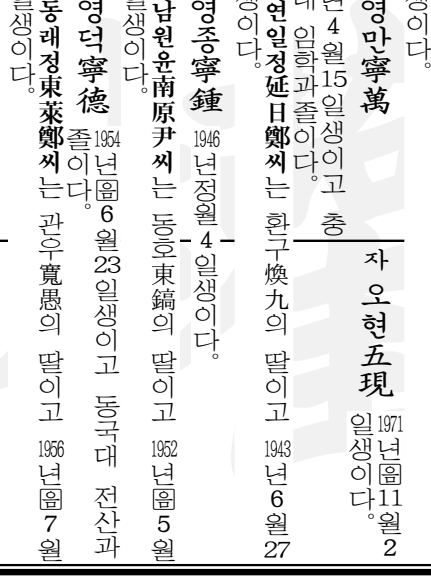 생이다。
영만寧萬
년4월15일생이고 충
대 임학과졸이다。
자 오현五現
1971년음11월2
일생이다。
연일정延日鄭씨는 환구煥九의 딸이고 1943년6월27
생이다。
영종寧鍾 1946년정월4일생이다。
남원윤南原尹씨는 동호東鎬의 딸이고 1952년음5월
일생이다。
영덕寧德 1954년음6월23일생이고 동국대 전산과
졸이다。
동래정東萊鄭씨는 관우寬愚의 딸이고 1956년음7월
일생이다。